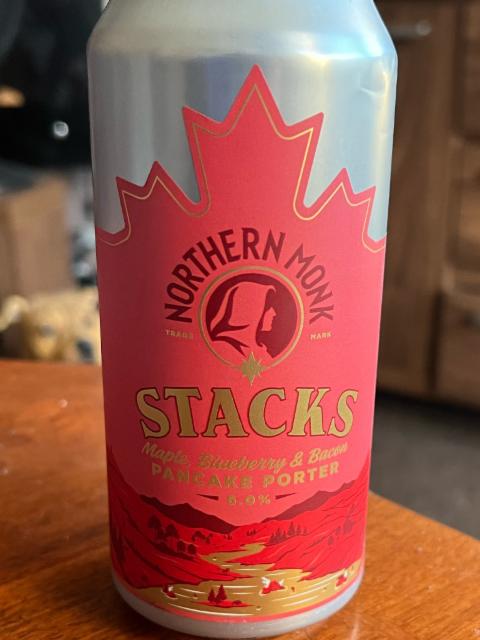 NORTHERN MONK
TRADE MARK
STACKS
Maple, Blueberry & Bacon
PANCAKE PORTER
6.0%